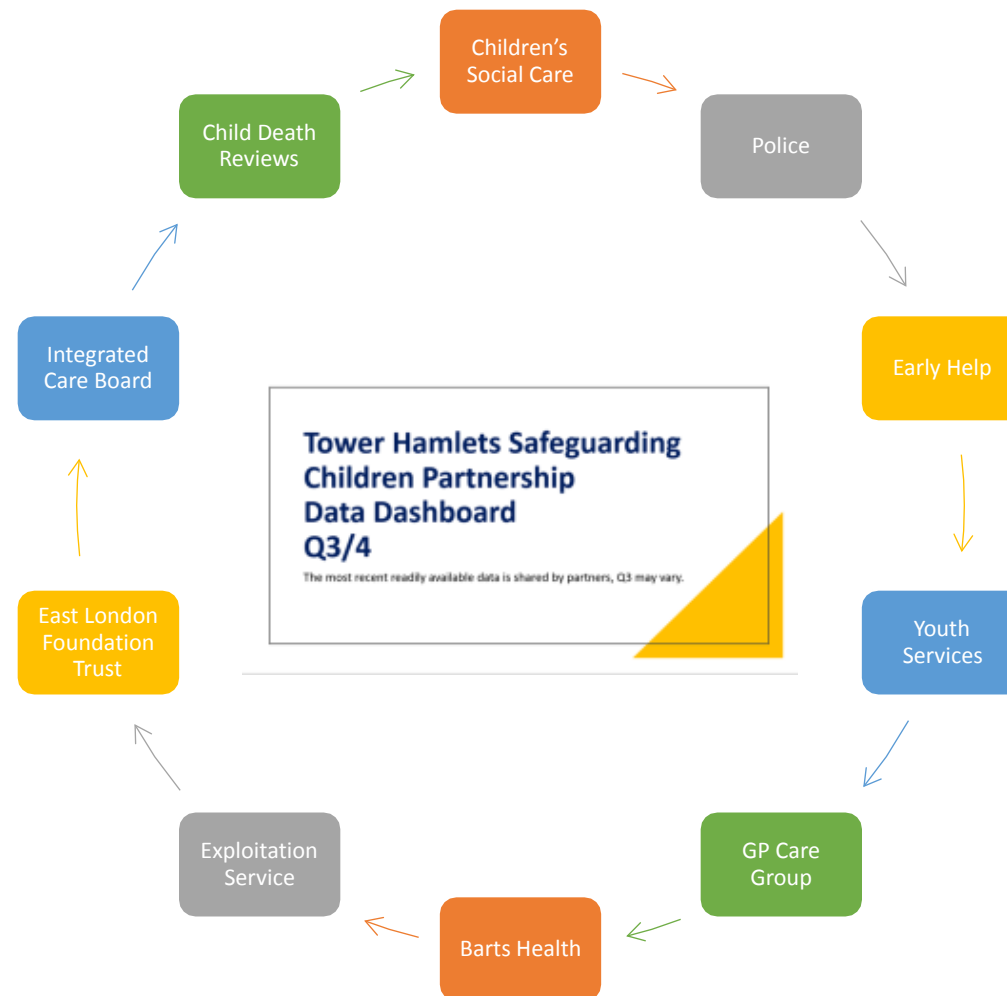 Children’s
Social Care
Police
Early Help
Youth
Services
GP Care
Group
Barts Health
Exploitation
Service
East London
Foundation
Trust
Integrated
Care Board
Child Death
Reviews
Tower Hamlets Safeguarding
Children Partnership
Data Dashboard
Q3/4
The most recent readily available data is shared by partners, Q3 may vary.